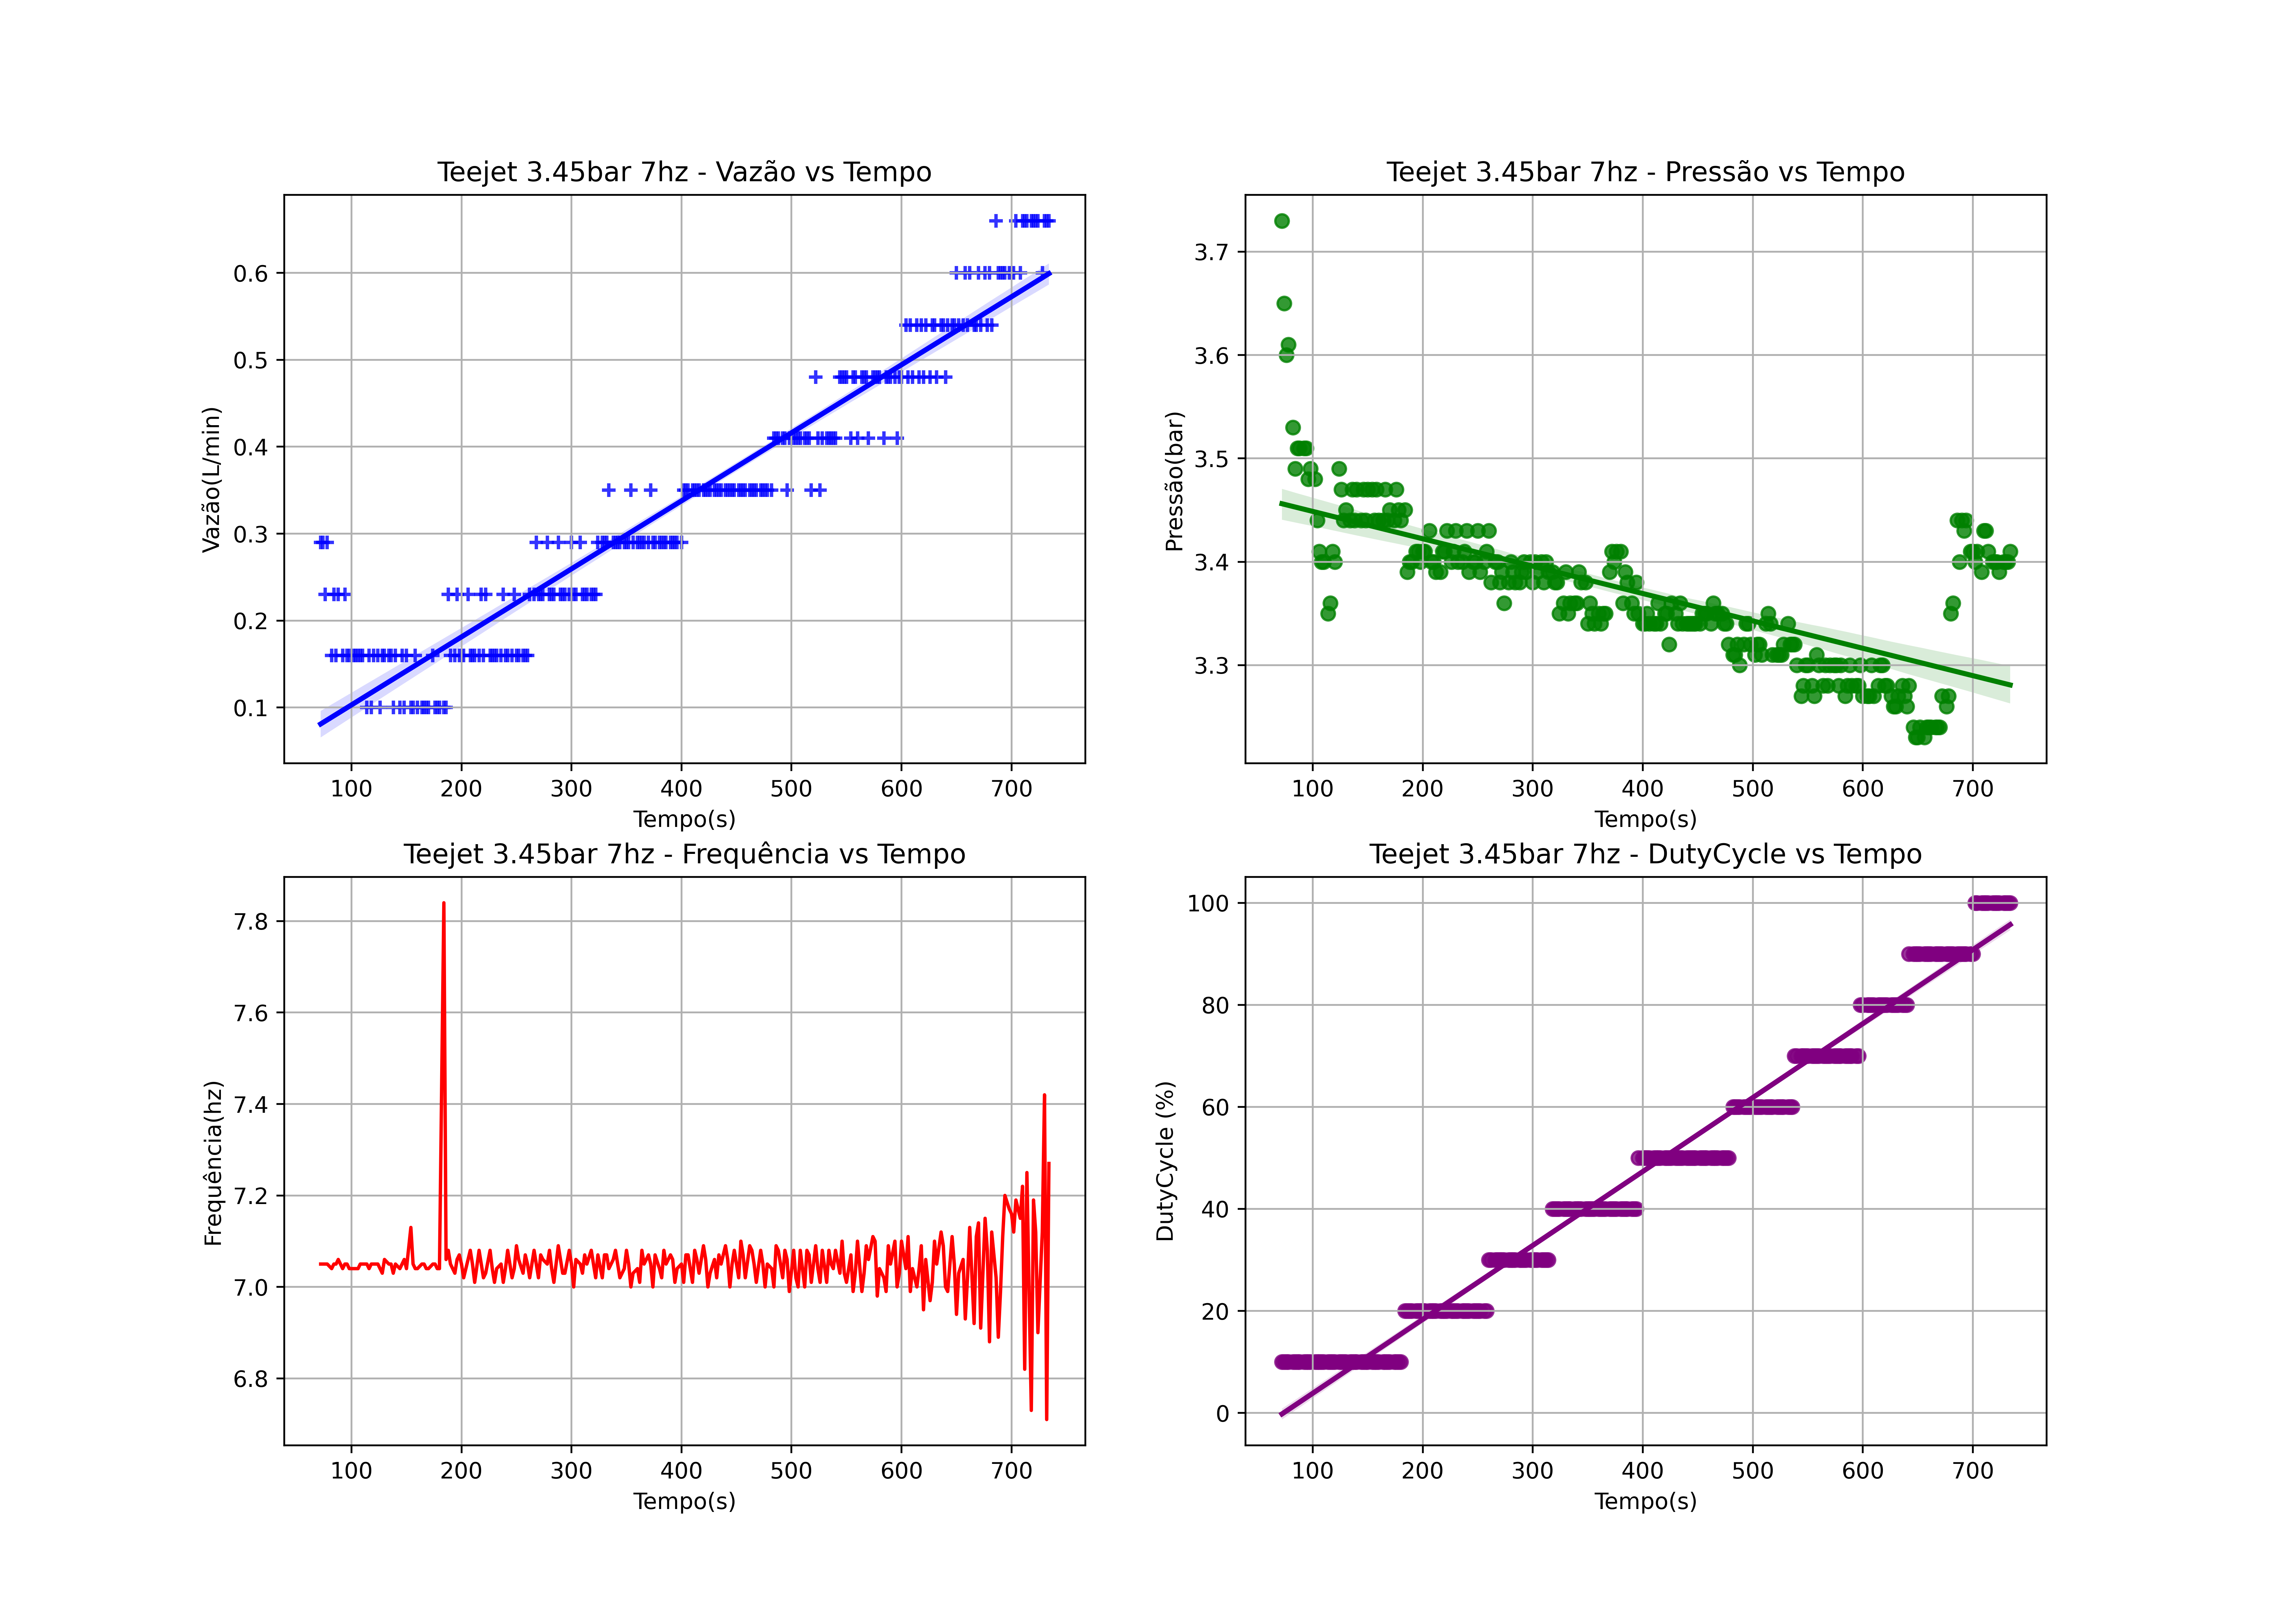 Teejet 3.45bar 7hz - Vazão vs Tempo
Vazão(L/min)
0.6
0.5
0.4
0.3
0.2
0.1
100 200 300 400 500 600 700
Tempo(s)
Teejet 3.45bar 7hz - Pressão vs Tempo
Pressão(bar)
3.7
3.6
3.5
3.4
3.3
100 200 300 400 500 600 700
Tempo(s)
Teejet 3.45bar 7hz - Frequência vs Tempo
Frequência(hz)
7.8
7.6
7.4
7.2
7.0
6.8
100 200 300 400 500 600 700
Tempo(s)
Teejet 3.45bar 7hz - DutyCycle vs Tempo
DutyCycle (%)
100
80
60
40
20
0
100 200 300 400 500 600 700
Tempo(s)